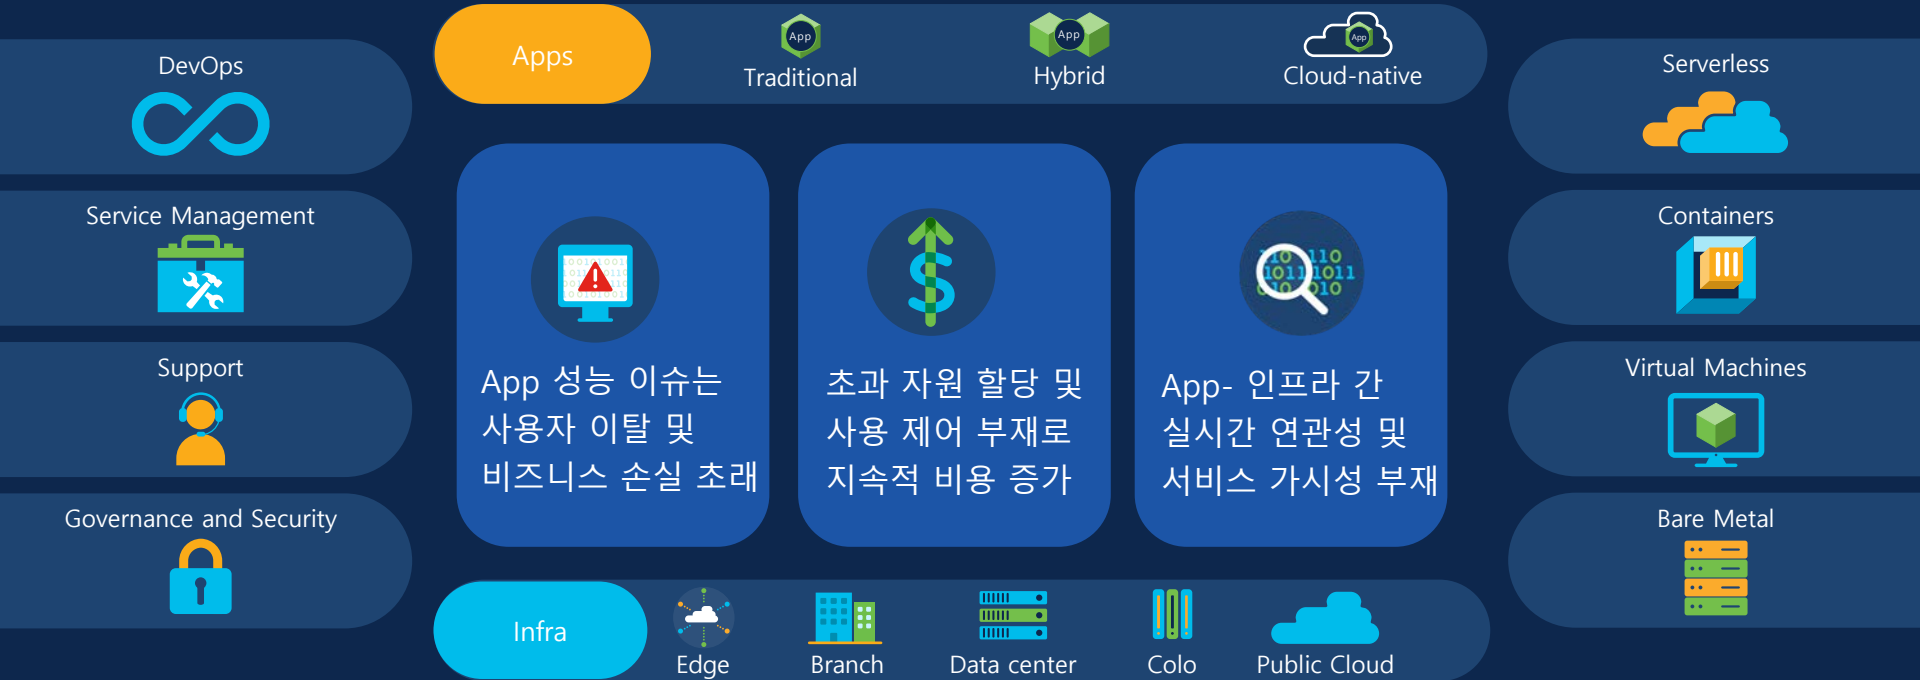 DevOps
Service Management
Support
Governance and Security
Apps
App
Traditional
App
Hybrid
App
Cloud-native
App 성능 이슈는
사용자 이탈 및
비즈니스 손실 초래
초과 자원 할당 및
사용 제어 부재로
지속적 비용 증가
App- 인프라 간
실시간 연관성 및
서비스 가시성 부재
Infra
Edge
Branch
Data center
Colo
Public Cloud
Serverless
Containers
Virtual Machines
Bare Metal